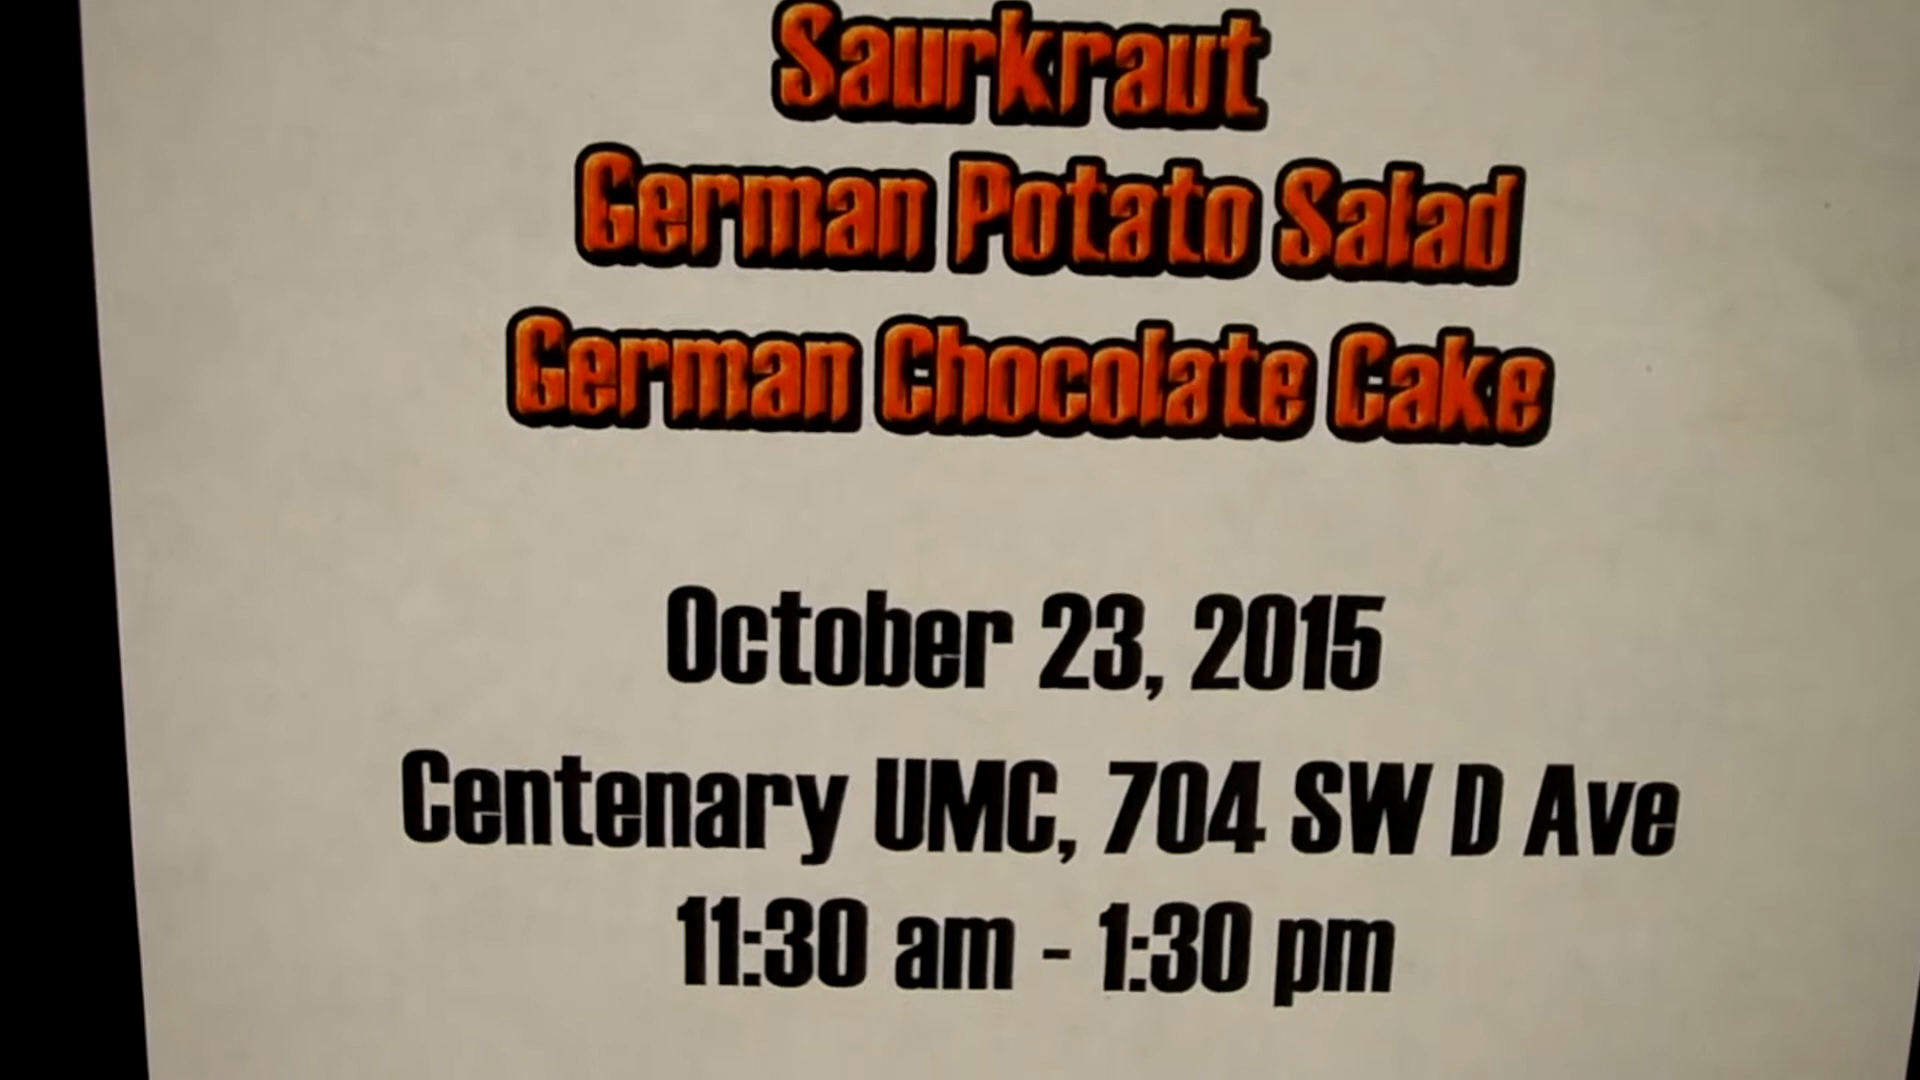 Saurkraut
German Potato Salad
German Chocolate Cake
October 23, 2015
Centenary UMC, 704 SW D Ave
11:30 am - 1:30 pm